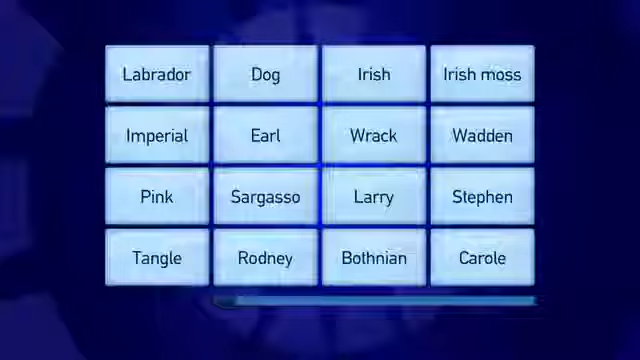 Labrador Dog Irish Irish moss
Imperial Earl Wrack Wadden
Pink Sargasso Larry Stephen
Tangle Rodney Bothnian Carole